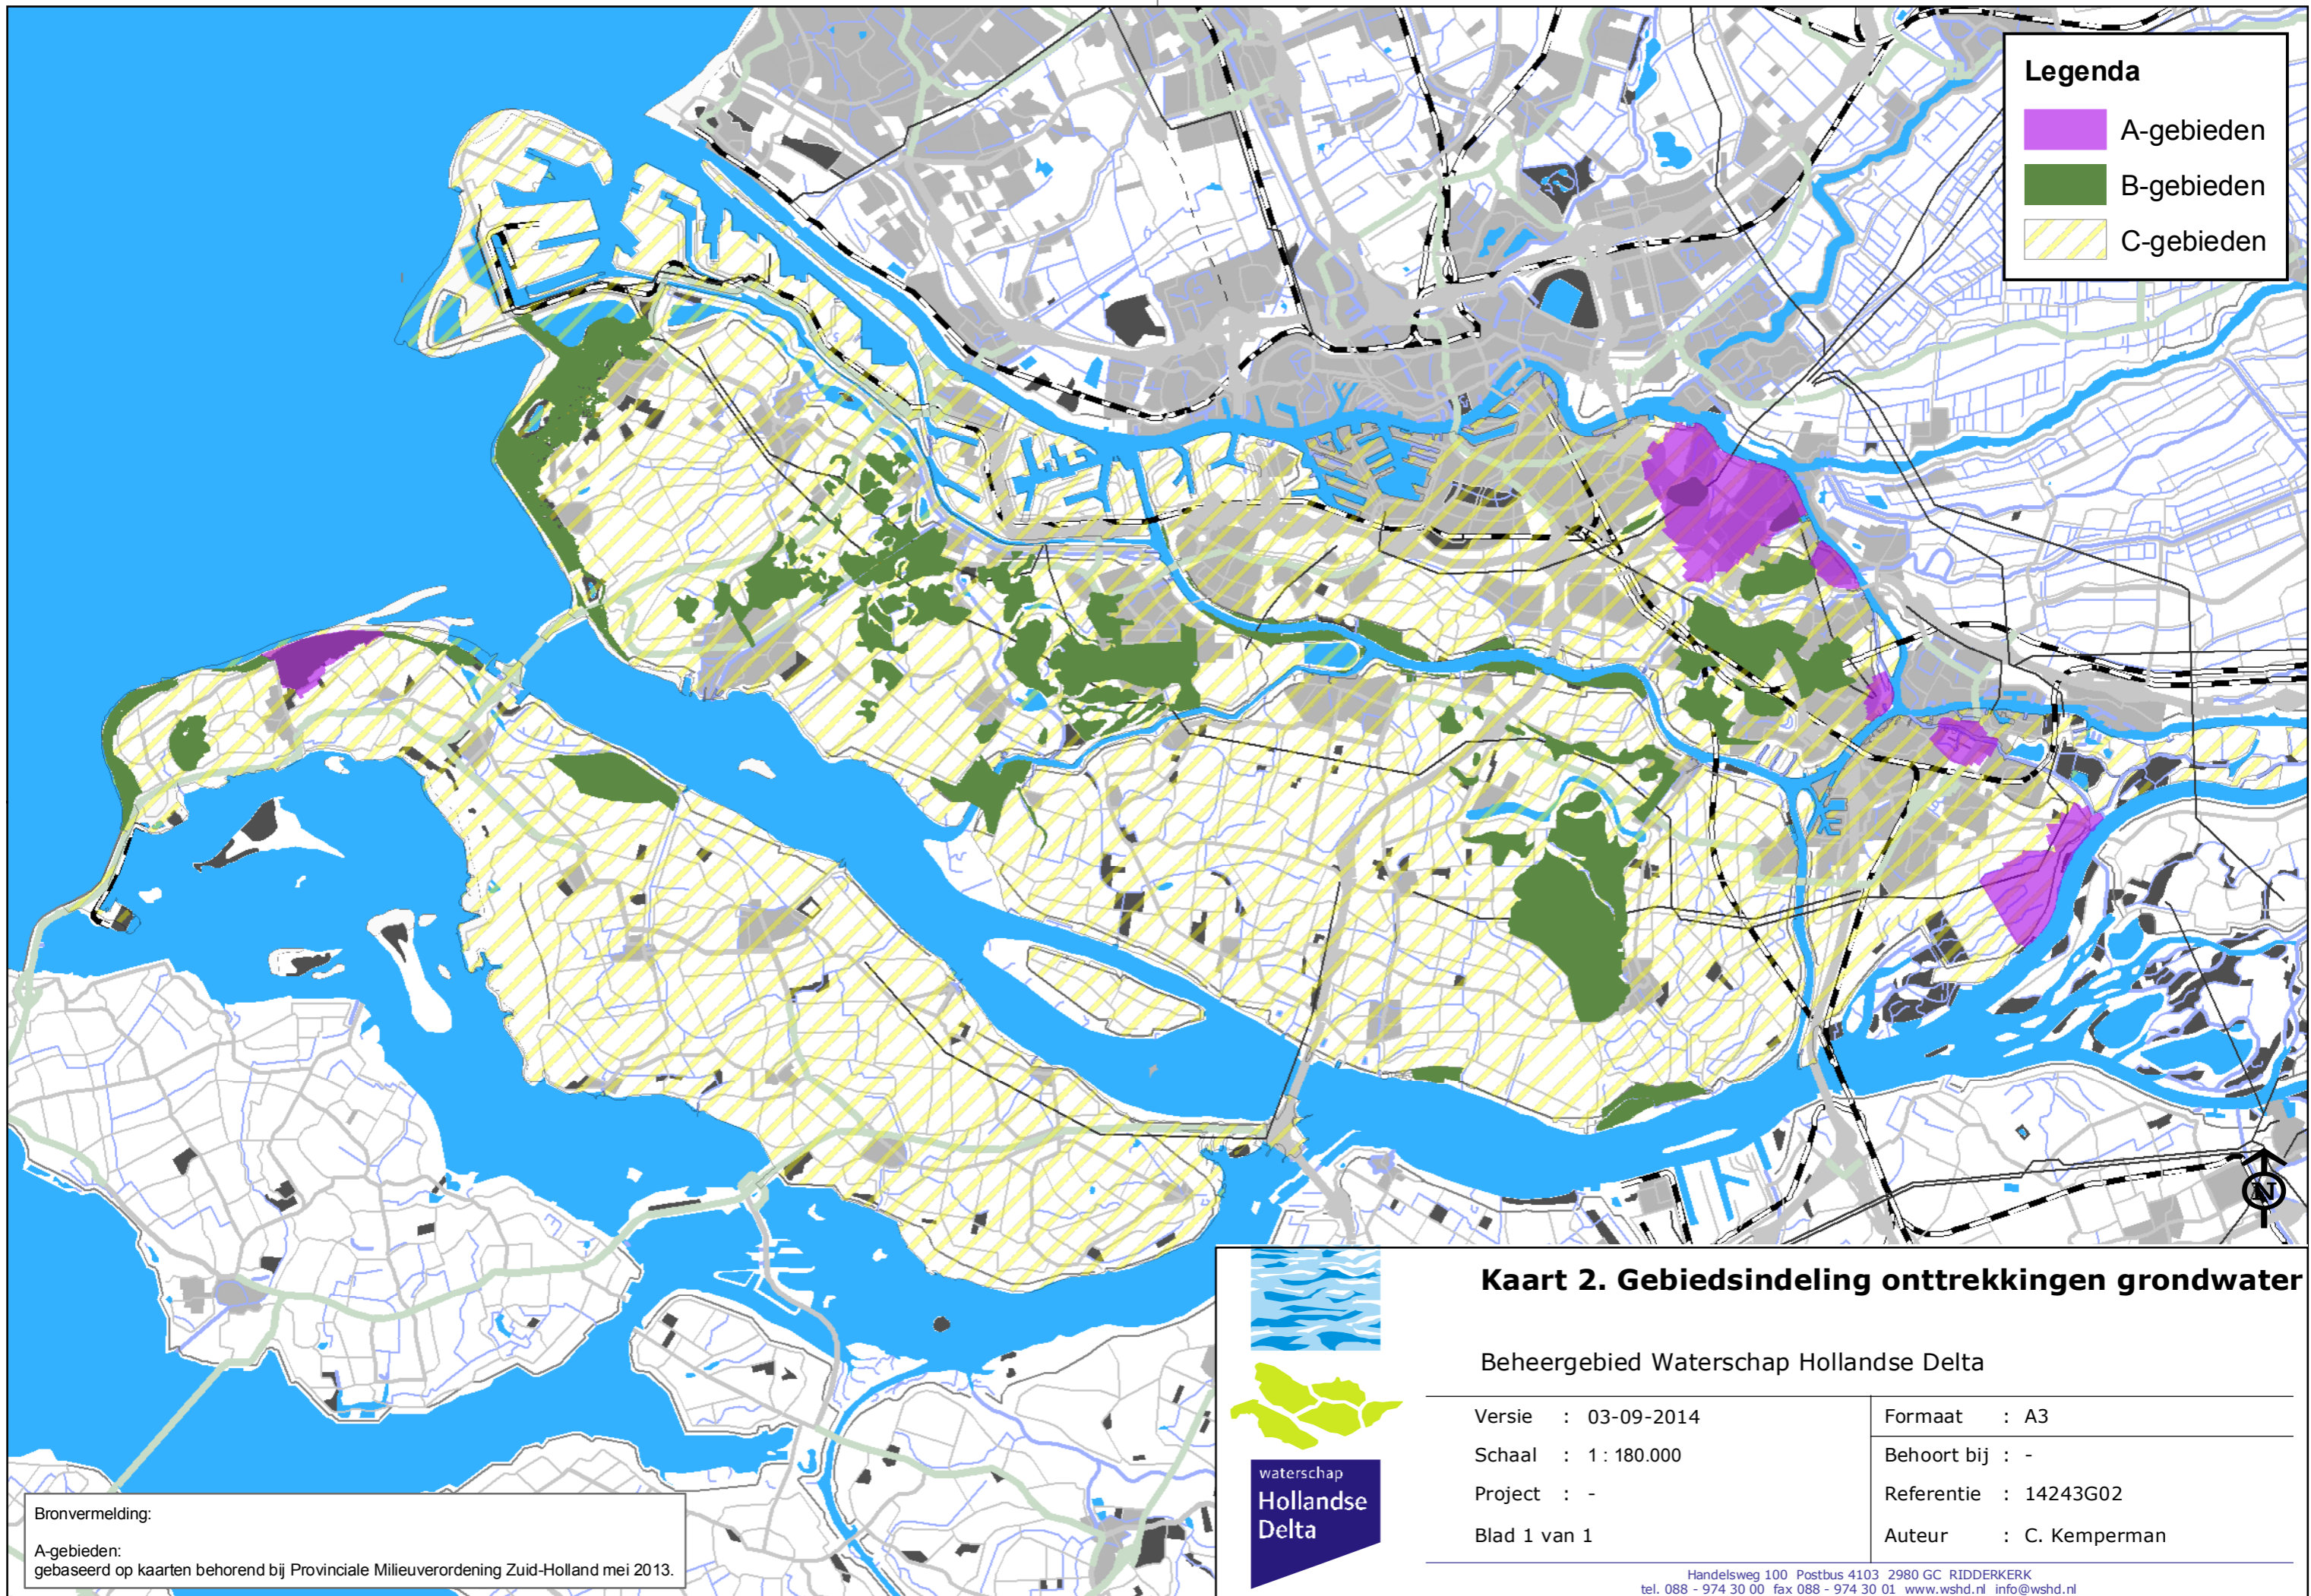 Legenda
A-gebieden
B-gebieden
C-gebieden
N
Kaart 2. Gebiedsindeling onttrekkingen grondwater
Beheergebied Waterschap Hollandse Delta
Versie : 03-09-2014
Formaat : A3
Schaal : 1 : 180.000
Behoort bij : -
Project : -
Referentie : 14243G02
Blad 1 van 1
Auteur : C. Kemperman
waterschap
Hollandse
Delta
Handelsweg 100 Postbus 4103 2980 GC RIDDERKERK
tel. 088 - 974 30 00 fax 088 - 974 30 01 www.wshd.nl info@wshd.nl
Bronvermelding:
A-gebieden:
gebaseerd op kaarten behorend bij Provinciale Milieuverordening Zuid-Holland mei 2013.